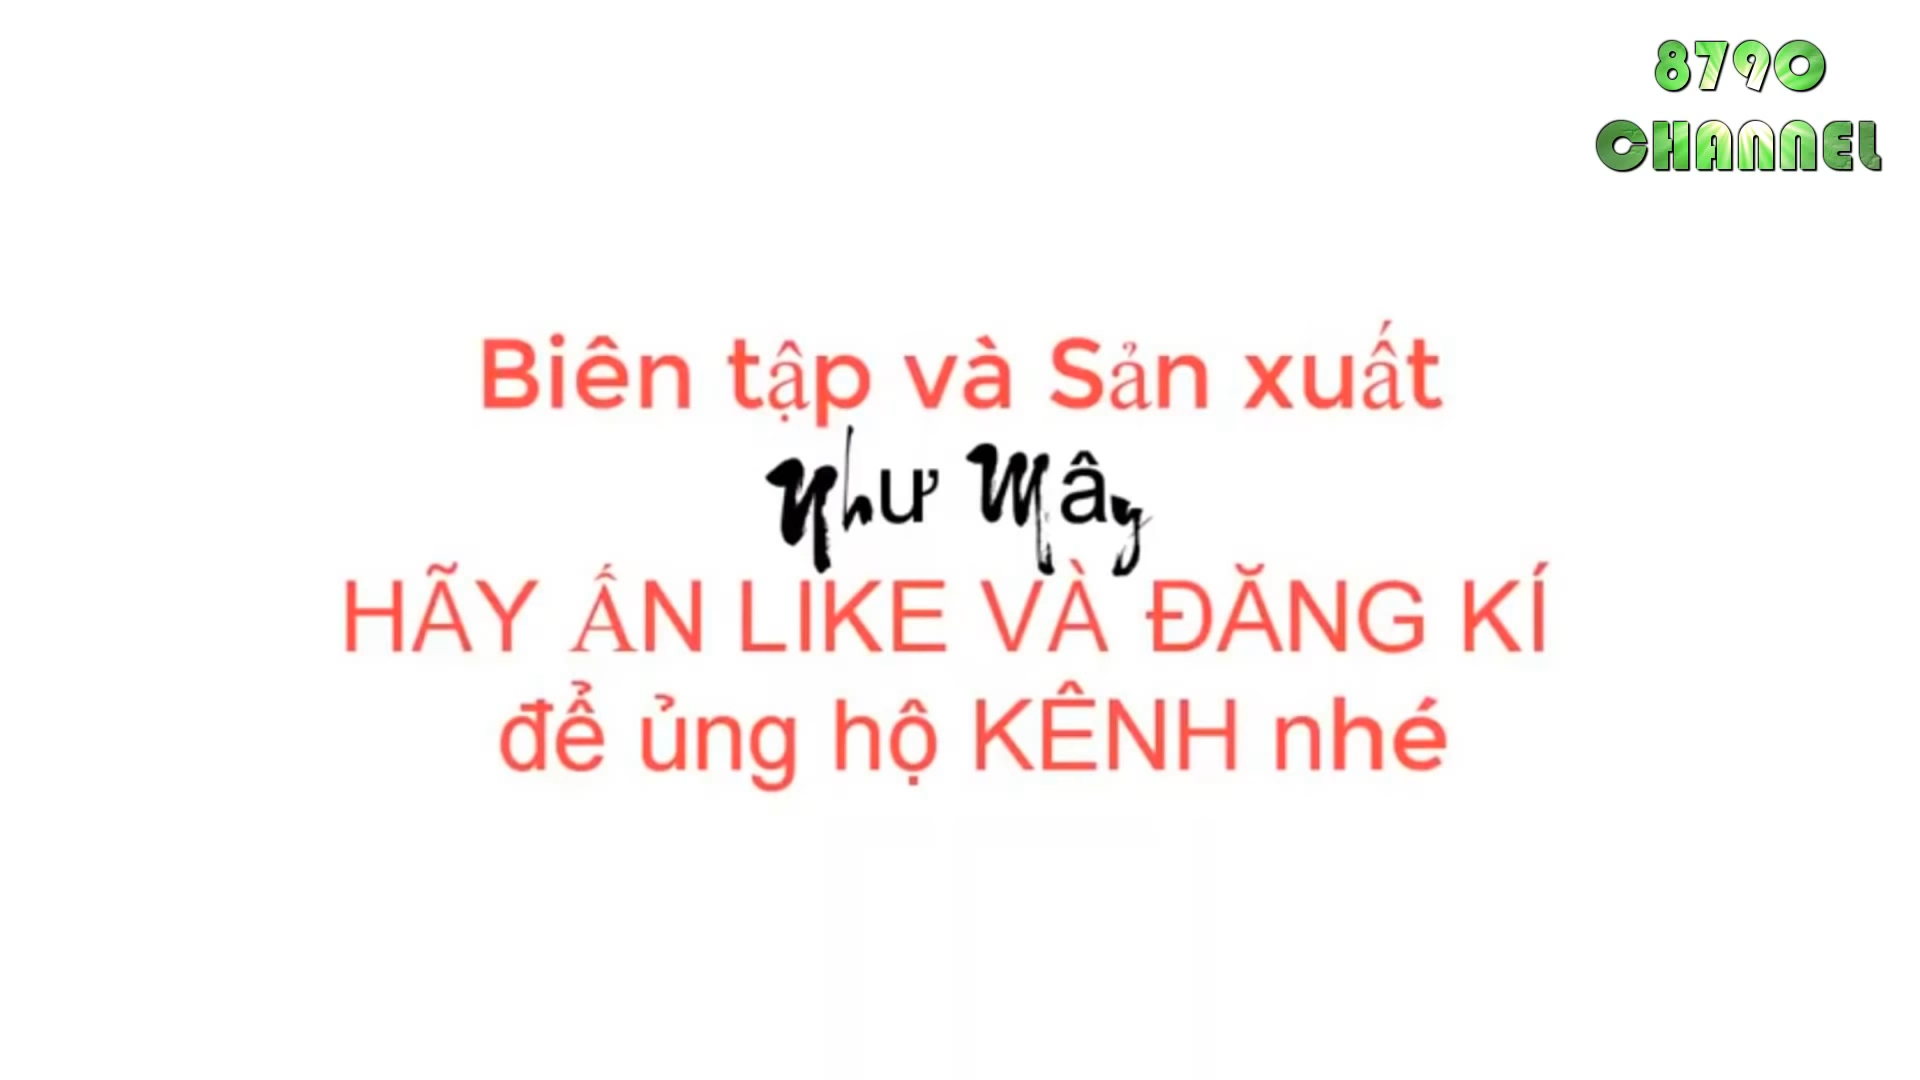 8790
CHANNEL
Biên tập và Sản xuất
Như Mây
HÃY ẤN LIKE VÀ ĐĂNG KÍ
để ủng hộ KÊNH nhé